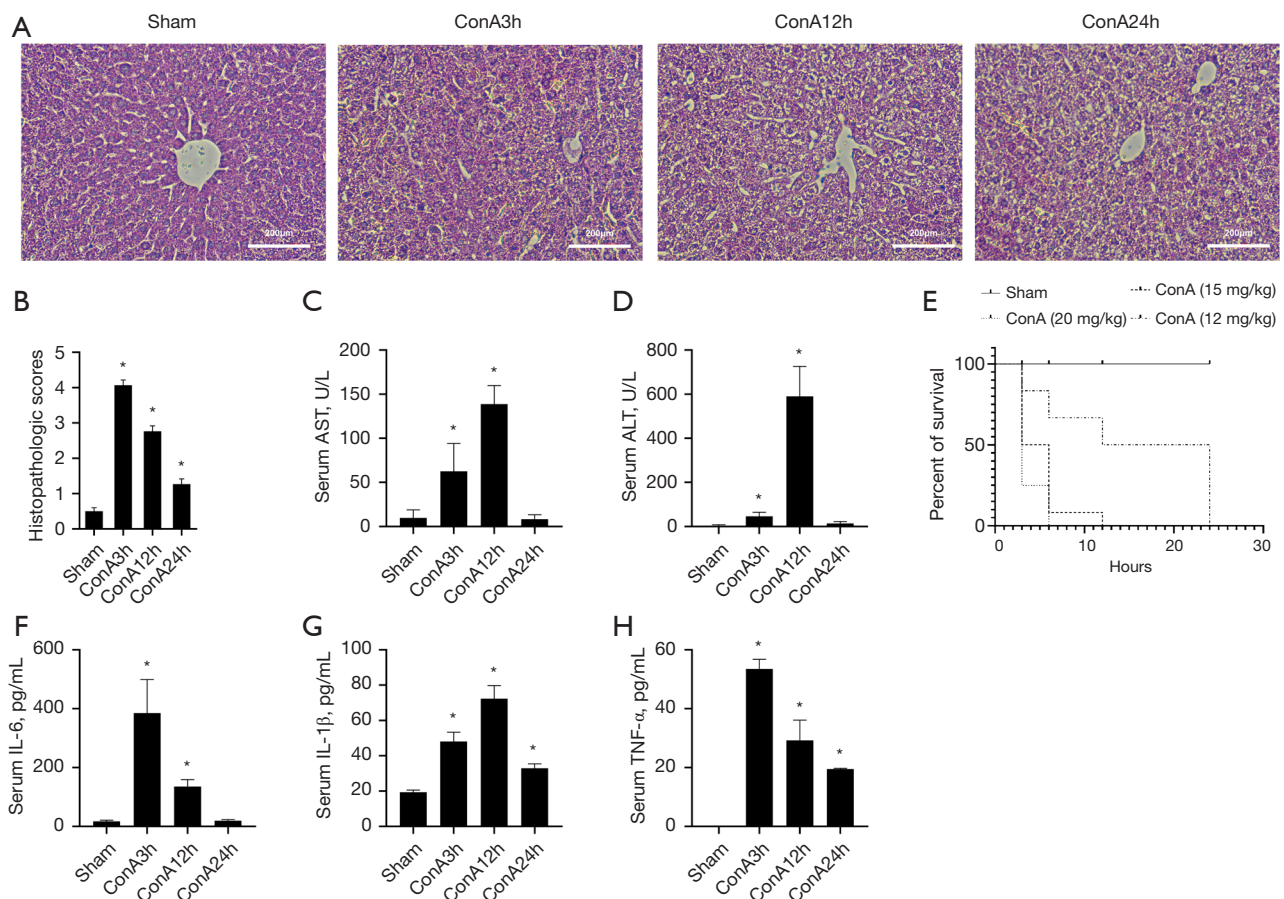 A
Sham
ConA3h
ConA12h
ConA24h
200μm
200μm
200μm
200μm
B
Histopathologic scores
5
4
3
2
1
0
Sham
ConA3h
ConA12h
ConA24h
*
*
*
C
Serum AST, U/L
200
150
100
50
0
Sham
ConA3h
ConA12h
ConA24h
*
*
D
Serum ALT, U/L
800
600
400
200
0
Sham
ConA3h
ConA12h
ConA24h
*
*
E
Sham
ConA (15 mg/kg)
ConA (20 mg/kg)
ConA (12 mg/kg)
Percent of survival
100
50
0
0
10
20
30
Hours
F
Serum IL-6, pg/mL
600
400
200
0
Sham
ConA3h
ConA12h
ConA24h
*
*
G
Serum IL-1β, pg/mL
100
80
60
40
20
0
Sham
ConA3h
ConA12h
ConA24h
*
*
*
H
Serum TNF-α, pg/mL
60
40
20
0
Sham
ConA3h
ConA12h
ConA24h
*
*
*